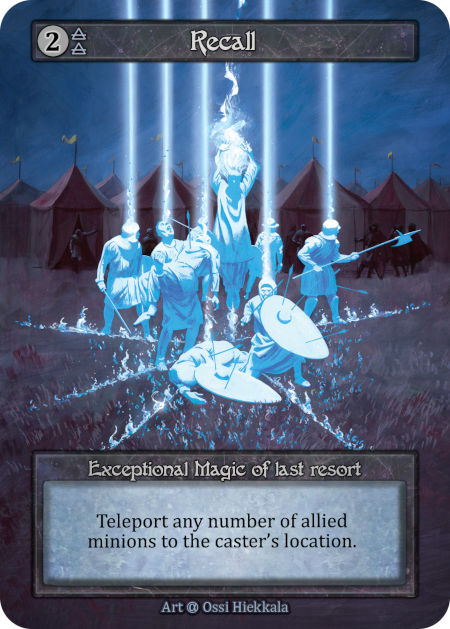 2
Recall
Exceptional Magic of last resort
Teleport any number of allied
minions to the caster's location.
Art @ Ossi Hiekkala